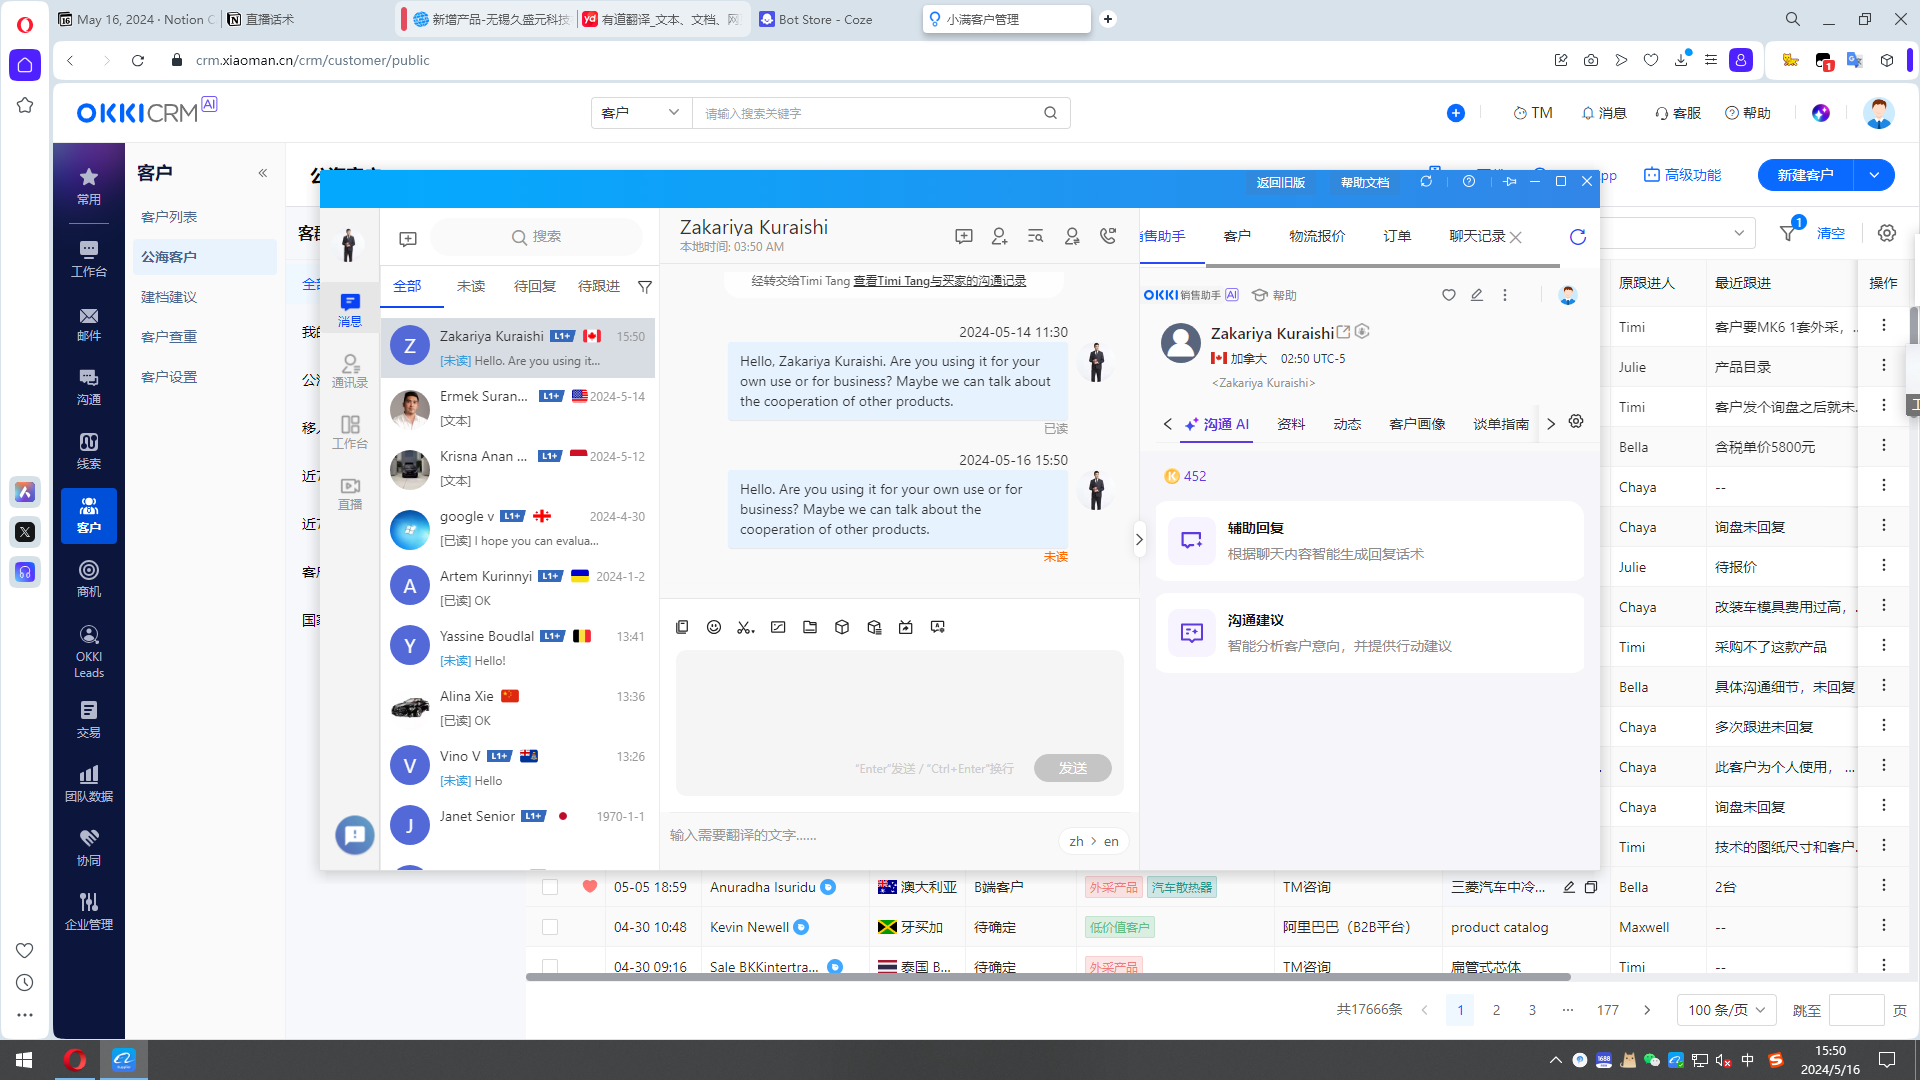 May 16, 2024 · Notion C
直播话术
新增产品-无锡久盛元科技
有道翻译_文本、文档、网
Bot Store - Coze
小满客户管理
crm.xiaoman.cn/crm/customer/public
1
OKKICRM AI
客户
请输入搜索关键字
TM
消息
客服
帮助
常用
工作台
邮件
沟通
线索
客户
商机
OKKI
Leads
交易
团队数据
协同
企业管理
客户
客户列表
公海客户
建档建议
客户查重
客户设置
高级功能
新建客户
1
清空
返回旧版
帮助文档
消息
通讯录
工作台
直播
搜索
全部
未读
待回复
待跟进
Z
Zakariya Kuraishi L1+ 15:50
[未读] Hello. Are you using it...
Ermek Suran... L1+ 2024-5-14
[文本]
Krisna Anan ... L1+ 2024-5-12
[文本]
google v L1+ 2024-4-30
[已读] I hope you can evalua...
A
Artem Kurinnyi L1+ 2024-1-2
[已读] OK
Y
Yassine Boudlal L1+ 13:41
[未读] Hello!
Alina Xie 13:36
[已读] OK
V
Vino V L1+ 13:26
[未读] Hello
J
Janet Senior L1+ 1970-1-1
Zakariya Kuraishi
本地时间: 03:50 AM
经转交给Timi Tang 查看Timi Tang与买家的沟通记录
2024-05-14 11:30
Hello, Zakariya Kuraishi. Are you using it for your
own use or for business? Maybe we can talk about
the cooperation of other products.
已读
2024-05-16 15:50
Hello. Are you using it for your own use or for
business? Maybe we can talk about the
cooperation of other products.
未读
"Enter"发送 / "Ctrl+Enter"换行
发送
输入需要翻译的文字......
zh > en
售助手
客户
物流报价
订单
聊天记录
OKKI 销售助手 AI
帮助
Zakariya Kuraishi
加拿大 02:50 UTC-5
<Zakariya Kuraishi>
沟通 AI
资料
动态
客户画像
谈单指南
452
辅助回复
根据聊天内容智能生成回复话术
沟通建议
智能分析客户意向，并提供行动建议
原跟进人 最近跟进 操作
Timi 客户要MK6 1套外采，...
Julie 产品目录
Timi 客户发个询盘之后就未...
Bella 含税单价5800元
Chaya --
Chaya 询盘未回复
Julie 待报价
Chaya 改装车模具费用过高，...
Timi 采购不了这款产品
Bella 具体沟通细节，未回复
Chaya 多次跟进未回复
Chaya 此客户为个人使用， ...
Chaya 询盘未回复
Timi 技术的图纸尺寸和客户...
05-05 18:59 Anuradha Isuridu 澳大利亚 B端客户 外采产品 汽车散热器 TM咨询 三菱汽车中冷... Bella 2台
04-30 10:48 Kevin Newell 牙买加 待确定 低价值客户 阿里巴巴（B2B平台） product catalog Maxwell --
04-30 09:16 Sale BKKintertra... 泰国 B... 待确定 外采产品 TM咨询 扁管式芯体 Timi --
共17666条 1 2 3 ... 177 100 条/页 跳至 页
中
15:50
2024/5/16